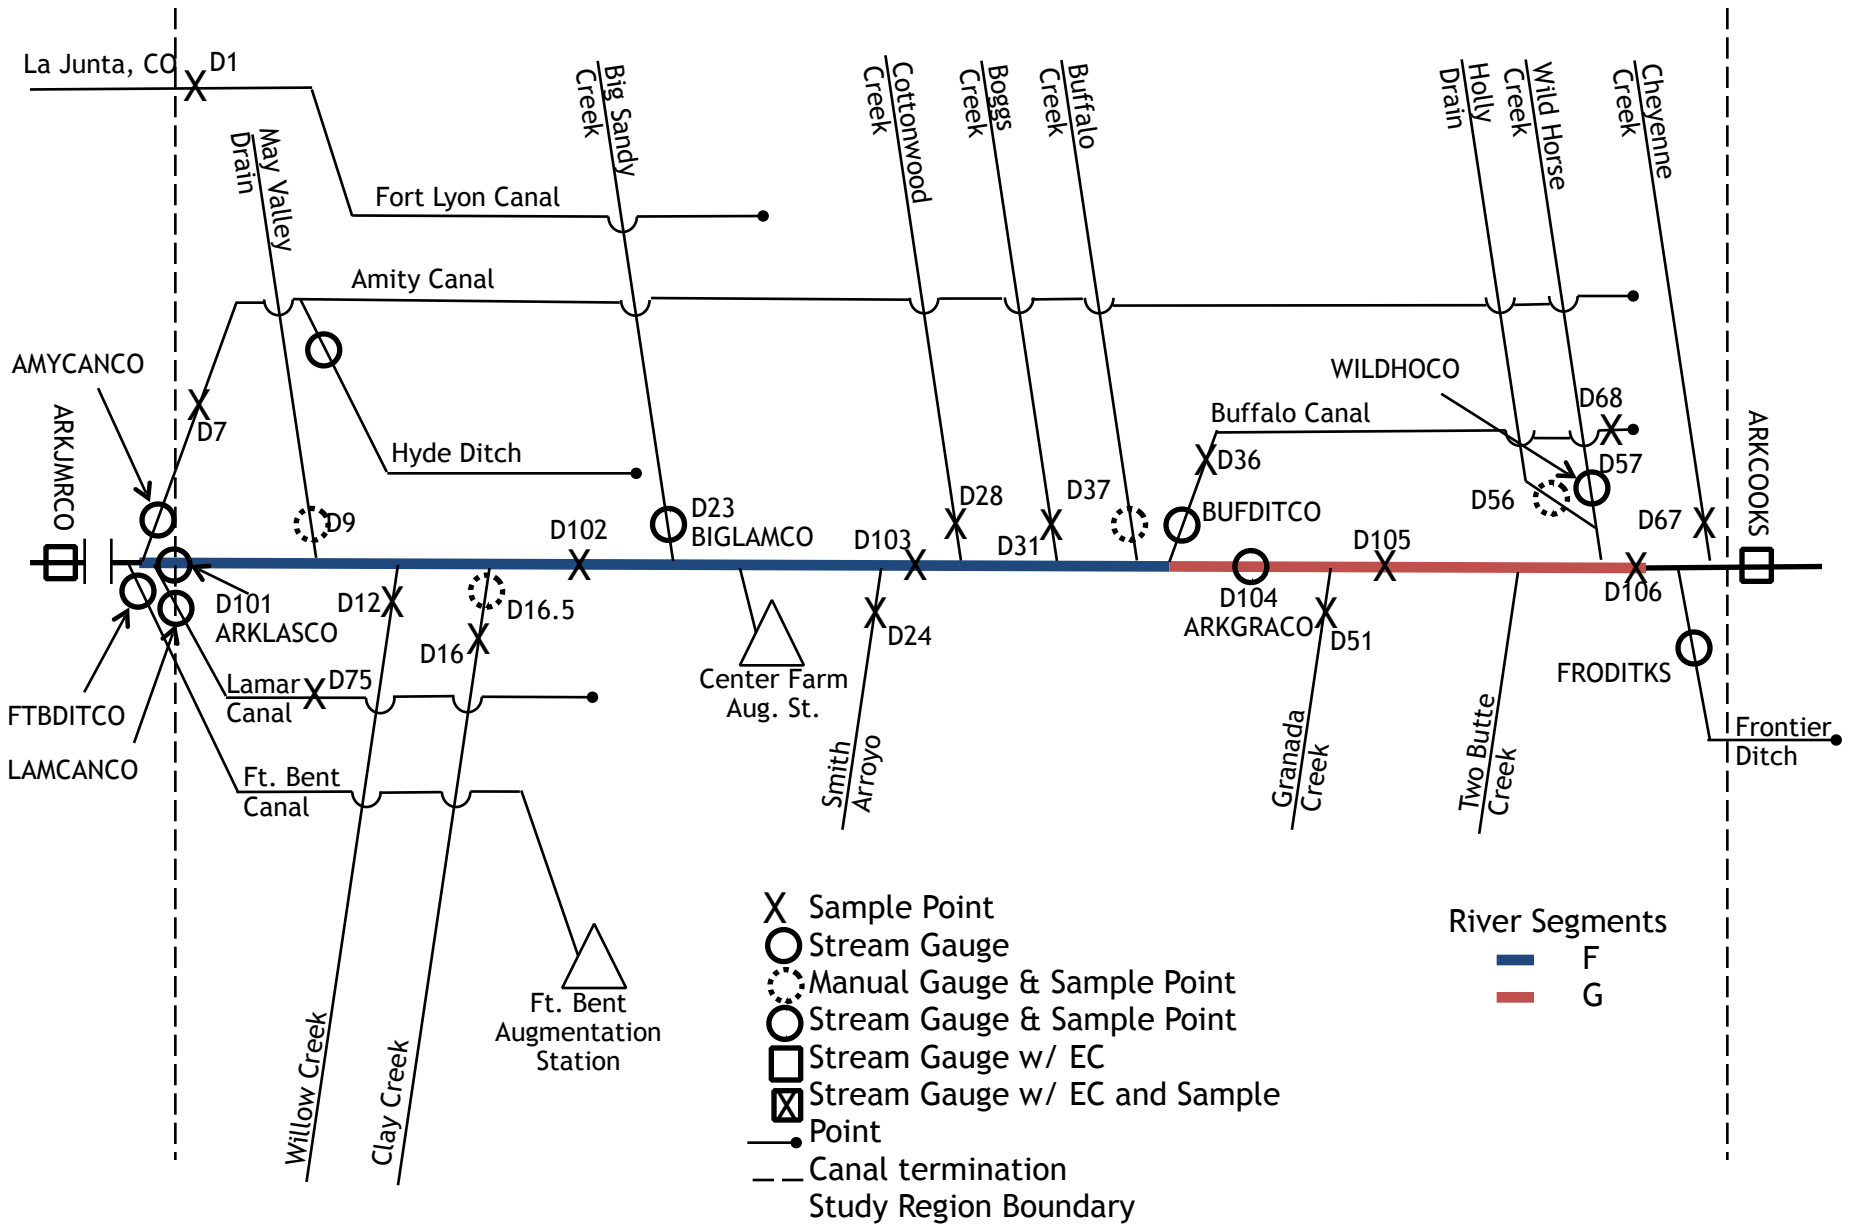 La Junta, CO
D1
May Valley
Drain
Big Sandy
Creek
Cottonwood
Creek
Boggs
Creek
Buffalo
Creek
Holly
Drain
Wild Horse
Creek
Cheyenne
Creek
Fort Lyon Canal
Amity Canal
AMYCANCO
ARKJMRCO
D7
Hyde Ditch
WILDHOCO
Buffalo Canal
D68
D36
D57
D56
D67
ARKCOOKS
D9
D102
D23
BIGLAMCO
D103
D28
D31
D37
BUFDITCO
D105
D106
D101
ARKLASCO
D12
D16.5
D16
D24
D104
ARKGRACO
D51
Center Farm
Aug. St.
FRODITKS
Lamar
Canal
D75
FTBDITCO
LAMCANCO
Ft. Bent
Canal
Smith
Arroyo
Granada
Creek
Two Butte
Creek
Frontier
Ditch
Willow Creek
Clay Creek
Ft. Bent
Augmentation
Station
X Sample Point
Stream Gauge
Manual Gauge & Sample Point
Stream Gauge & Sample Point
Stream Gauge w/ EC
Stream Gauge w/ EC and Sample
Point
Canal termination
Study Region Boundary
River Segments
F
G